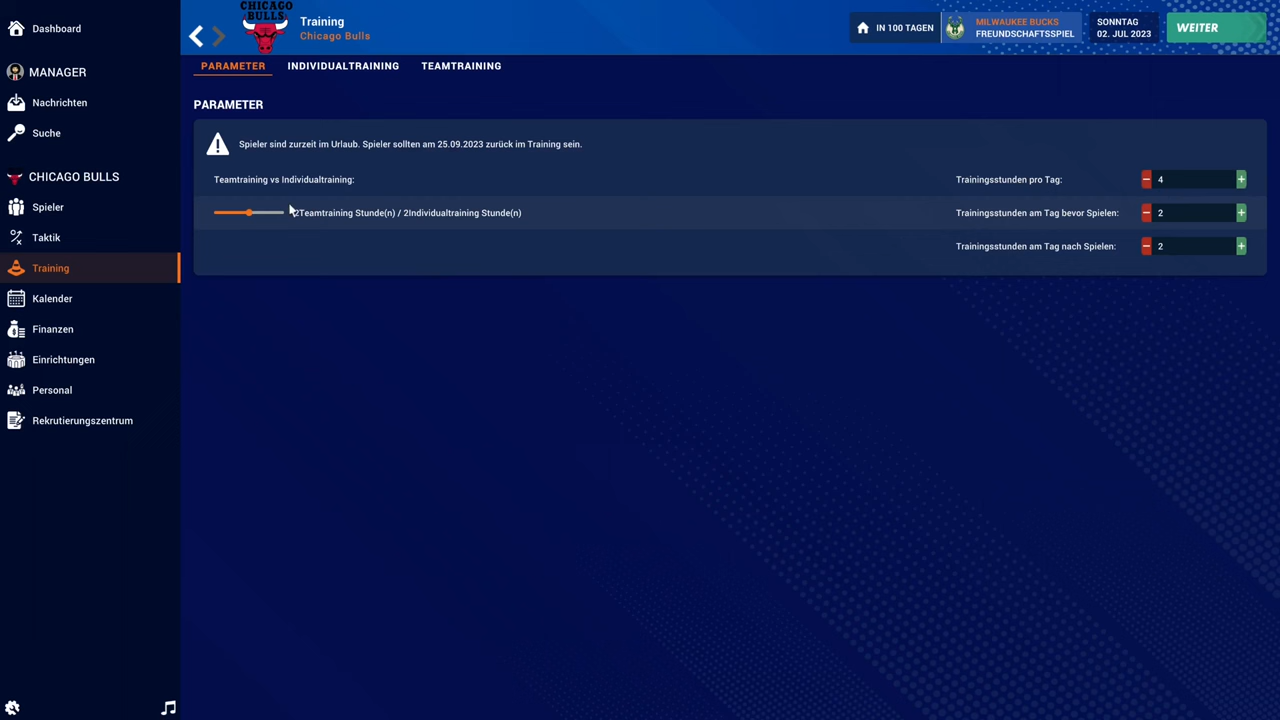 Dashboard
MANAGER
Nachrichten
Suche
CHICAGO BULLS
Spieler
Taktik
Training
Kalender
Finanzen
Einrichtungen
Personal
Rekrutierungszentrum
CHICAGO
BULLS
Training
Chicago Bulls
IN 100 TAGEN
MILWAUKEE BUCKS
FREUNDSCHAFTSSPIEL
SONNTAG
02. JUL 2023
WEITER
PARAMETER INDIVIDUALTRAINING TEAMTRAINING
PARAMETER
Spieler sind zurzeit im Urlaub. Spieler sollten am 25.09.2023 zurück im Training sein.
Teamtraining vs Individualtraining:
2Teamtraining Stunde(n) / 2Individualtraining Stunde(n)
Trainingsstunden pro Tag: − 4 +
Trainingsstunden am Tag bevor Spielen: − 2 +
Trainingsstunden am Tag nach Spielen: − 2 +